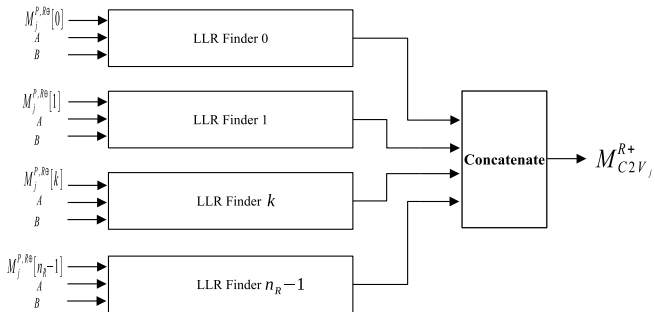 M_j^{P,R⊕}[0]
A
B
LLR Finder 0
M_j^{P,R⊕}[1]
A
B
LLR Finder 1
M_j^{P,R⊕}[k]
A
B
LLR Finder k
M_j^{P,R⊕}[n_R−1]
A
B
LLR Finder n_R−1
Concatenate
M_{C2V_j}^{R+}